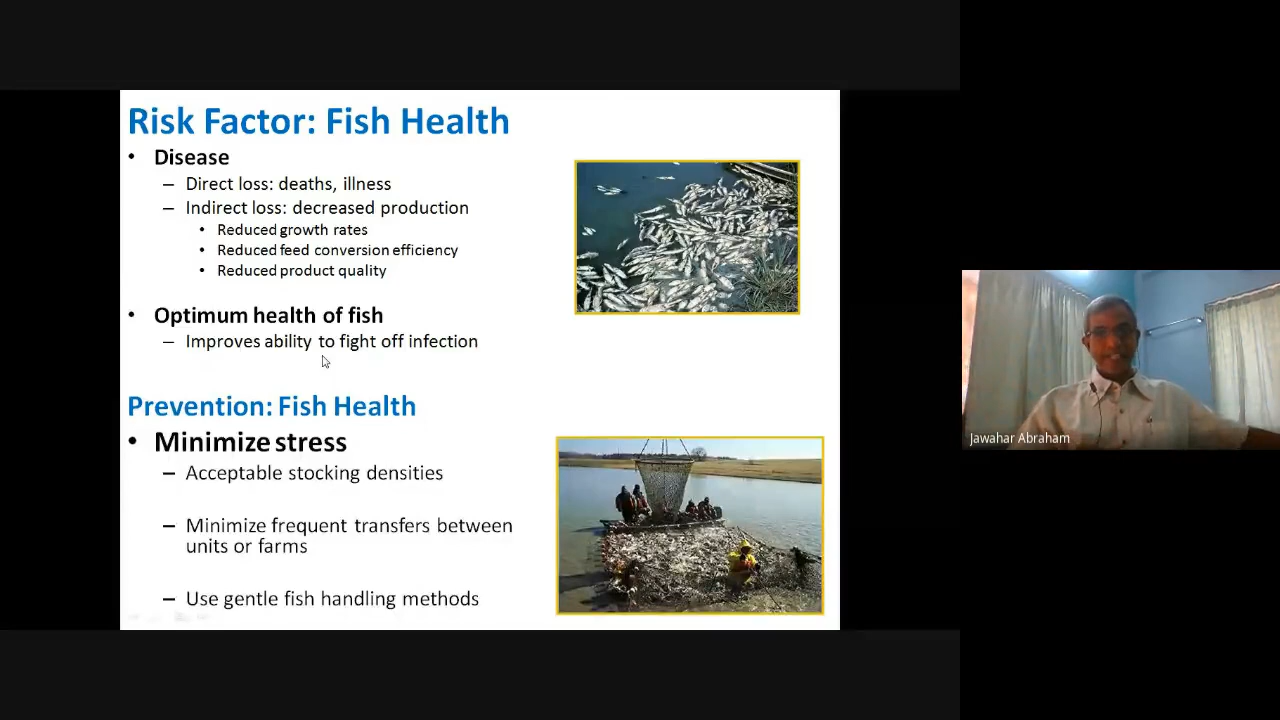 Risk Factor: Fish Health
• Disease
– Direct loss: deaths, illness
– Indirect loss: decreased production
• Reduced growth rates
• Reduced feed conversion efficiency
• Reduced product quality
• Optimum health of fish
– Improves ability to fight off infection
Prevention: Fish Health
• Minimize stress
– Acceptable stocking densities
– Minimize frequent transfers between
units or farms
– Use gentle fish handling methods
Jawahar Abraham